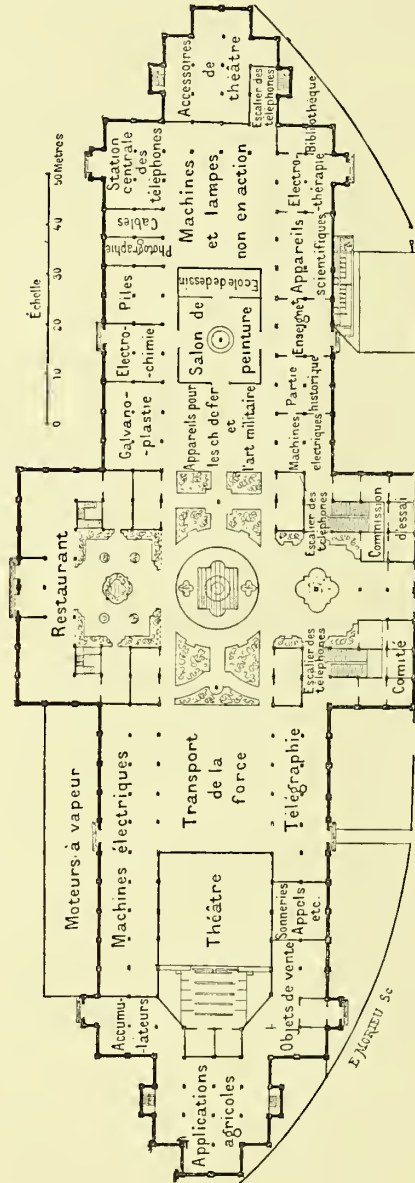 Échelle
0 10 20 30 40 50 Mètres
Moteurs à vapeur
Restaurant
Accumu-
-lateurs
Machines électriques
Galvano-
-plastie
Electro-
-chimie
Piles
Photographie
Cables
Station
centrale
des
téléphones
Applications
agricoles
Théâtre
Transport
de la
force
Appareils pour
les ch de fer
et
l'art militaire
Salon de
peinture
Ecole de dessin
Machines
et lampes
non en action
Accessoires
de
théâtre
Escalier des
téléphones
Objets de vente
Sonneries
Appels
etc.
Télégraphie
Escalier des
téléphones
Comité
Escalier des
téléphones
Commission
d'essai
Machines
électriques
Partie
historique
Enseignet
Appareils
scientifiques
Electro-
-thérapie
Bibliothèque
E MORIEU Sc